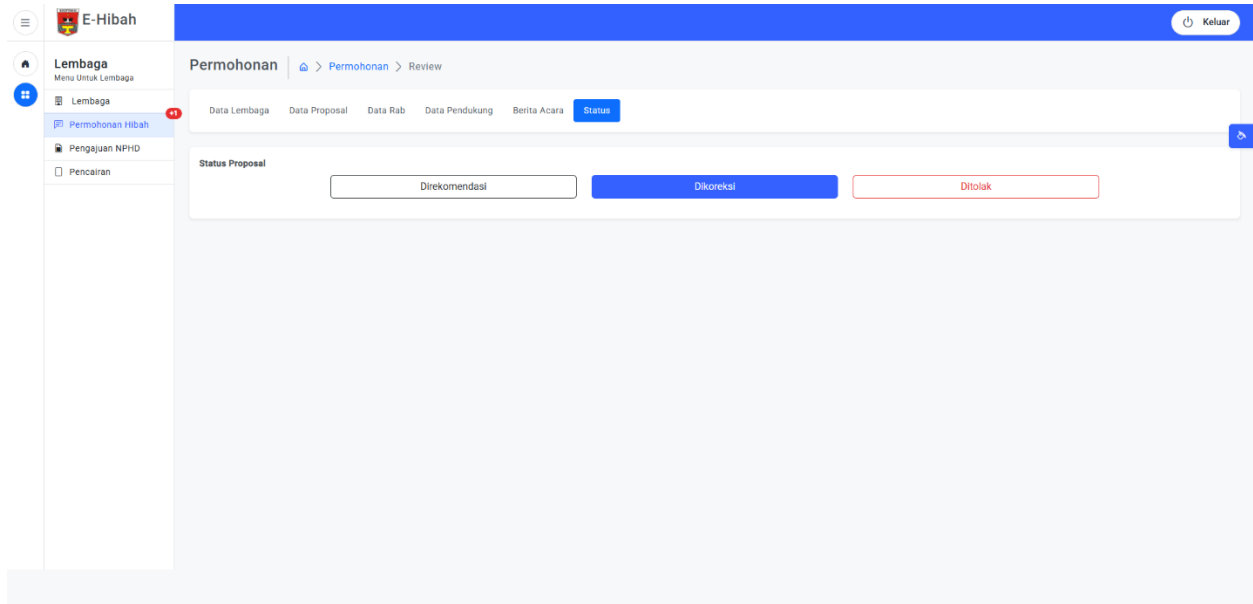 E-Hibah
Keluar
Lembaga
Menu Untuk Lembaga
Lembaga
+1
Permohonan Hibah
Pengajuan NPHD
Pencairan
Permohonan
> Permohonan > Review
Data Lembaga Data Proposal Data Rab Data Pendukung Berita Acara Status
Status Proposal
Direkomendasi Dikoreksi Ditolak